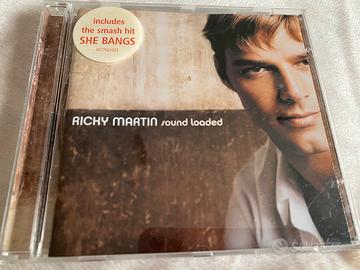 includes
the smash hit
SHE BANGS
RICKY MARTIN sound loaded